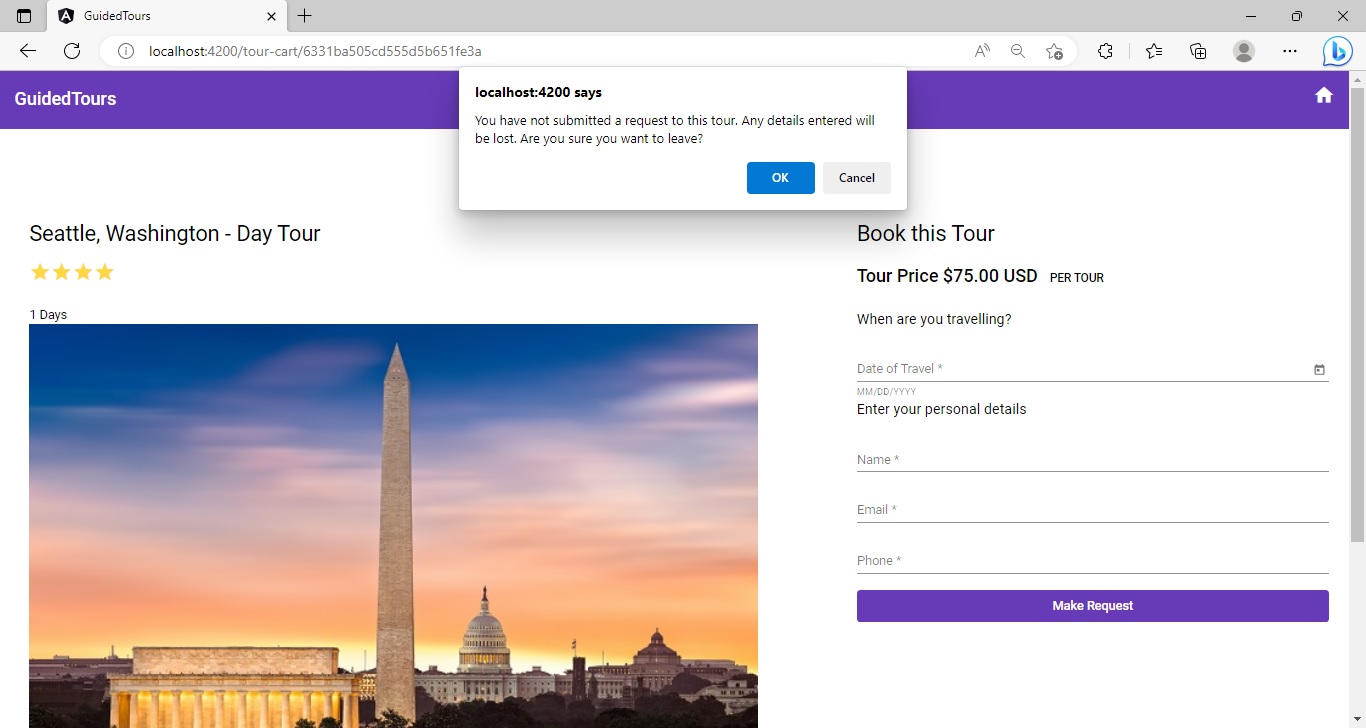 GuidedTours
localhost:4200/tour-cart/6331ba505cd555d5b651fe3a
GuidedTours
localhost:4200 says
You have not submitted a request to this tour. Any details entered will
be lost. Are you sure you want to leave?
OK
Cancel
Seattle, Washington - Day Tour
1 Days
Book this Tour
Tour Price $75.00 USD PER TOUR
When are you travelling?
Date of Travel *
MM/DD/YYYY
Enter your personal details
Name *
Email *
Phone *
Make Request